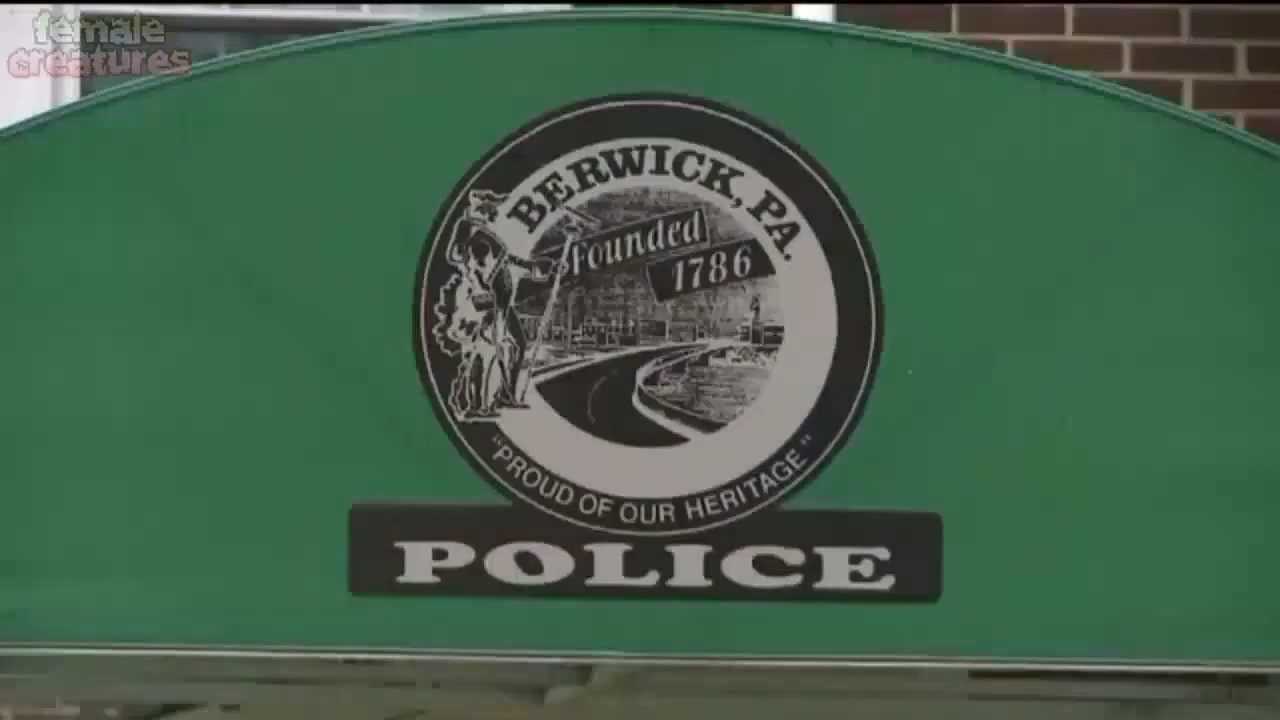 female
creatures
BERWICK, PA.
Founded
1786
"PROUD OF OUR HERITAGE"
POLICE